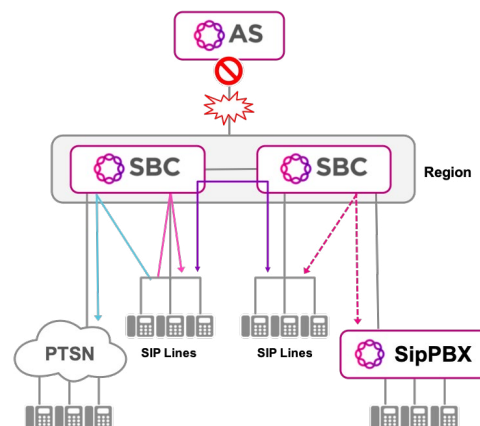 AS
SBC
SBC
Region
SIP Lines
SIP Lines
PTSN
SipPBX